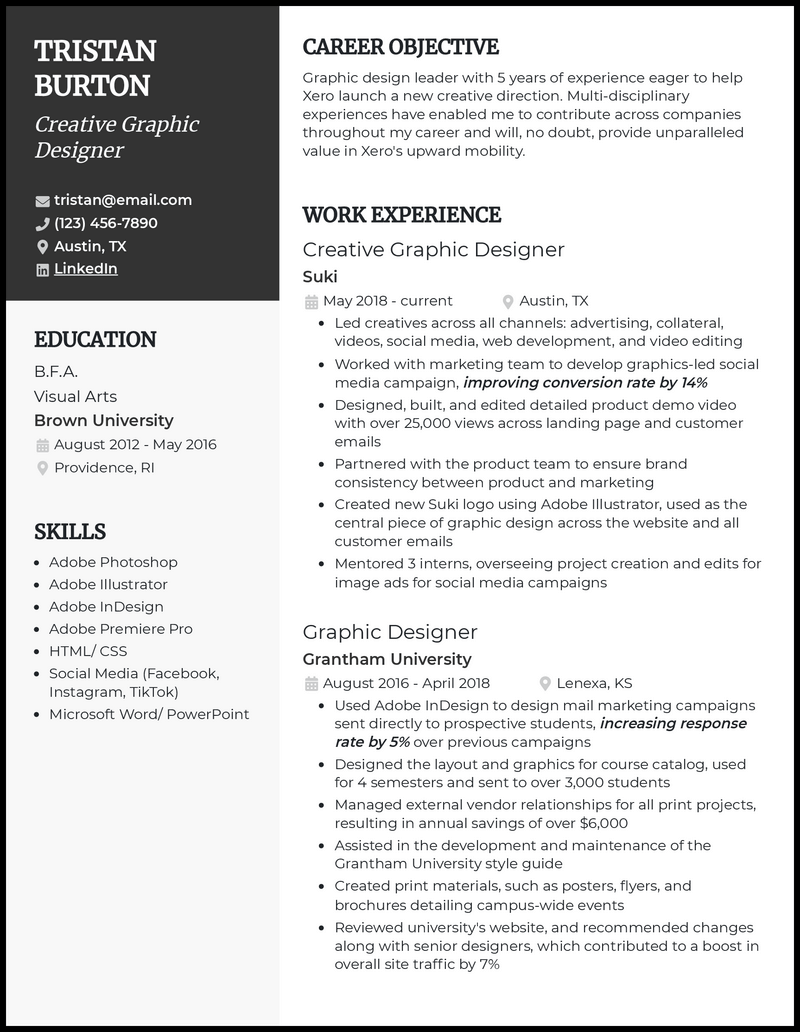 TRISTAN
BURTON
Creative Graphic
Designer
tristan@email.com
(123) 456-7890
Austin, TX
LinkedIn
EDUCATION
B.F.A.
Visual Arts
Brown University
August 2012 - May 2016
Providence, RI
SKILLS
• Adobe Photoshop
• Adobe Illustrator
• Adobe InDesign
• Adobe Premiere Pro
• HTML/ CSS
• Social Media (Facebook,
Instagram, TikTok)
• Microsoft Word/ PowerPoint
CAREER OBJECTIVE
Graphic design leader with 5 years of experience eager to help
Xero launch a new creative direction. Multi-disciplinary
experiences have enabled me to contribute across companies
throughout my career and will, no doubt, provide unparalleled
value in Xero's upward mobility.
WORK EXPERIENCE
Creative Graphic Designer
Suki
May 2018 - current Austin, TX
• Led creatives across all channels: advertising, collateral,
videos, social media, web development, and video editing
• Worked with marketing team to develop graphics-led social
media campaign, improving conversion rate by 14%
• Designed, built, and edited detailed product demo video
with over 25,000 views across landing page and customer
emails
• Partnered with the product team to ensure brand
consistency between product and marketing
• Created new Suki logo using Adobe Illustrator, used as the
central piece of graphic design across the website and all
customer emails
• Mentored 3 interns, overseeing project creation and edits for
image ads for social media campaigns
Graphic Designer
Grantham University
August 2016 - April 2018 Lenexa, KS
• Used Adobe InDesign to design mail marketing campaigns
sent directly to prospective students, increasing response
rate by 5% over previous campaigns
• Designed the layout and graphics for course catalog, used
for 4 semesters and sent to over 3,000 students
• Managed external vendor relationships for all print projects,
resulting in annual savings of over $6,000
• Assisted in the development and maintenance of the
Grantham University style guide
• Created print materials, such as posters, flyers, and
brochures detailing campus-wide events
• Reviewed university's website, and recommended changes
along with senior designers, which contributed to a boost in
overall site traffic by 7%